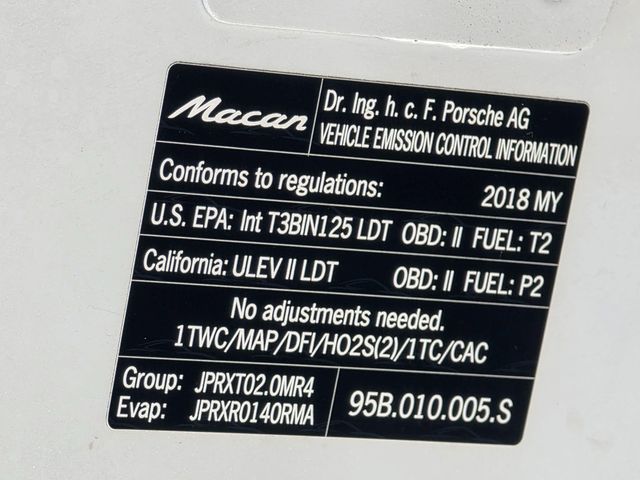 Macan
Dr. Ing. h. c. F. Porsche AG
VEHICLE EMISSION CONTROL INFORMATION
Conforms to regulations: 2018 MY
U.S. EPA: Int T3BIN125 LDT OBD: II FUEL: T2
California: ULEV II LDT OBD: II FUEL: P2
No adjustments needed.
1TWC/MAP/DFI/HO2S(2)/1TC/CAC
Group: JPRXT02.0MR4
Evap: JPRXR0140RMA
95B.010.005.S